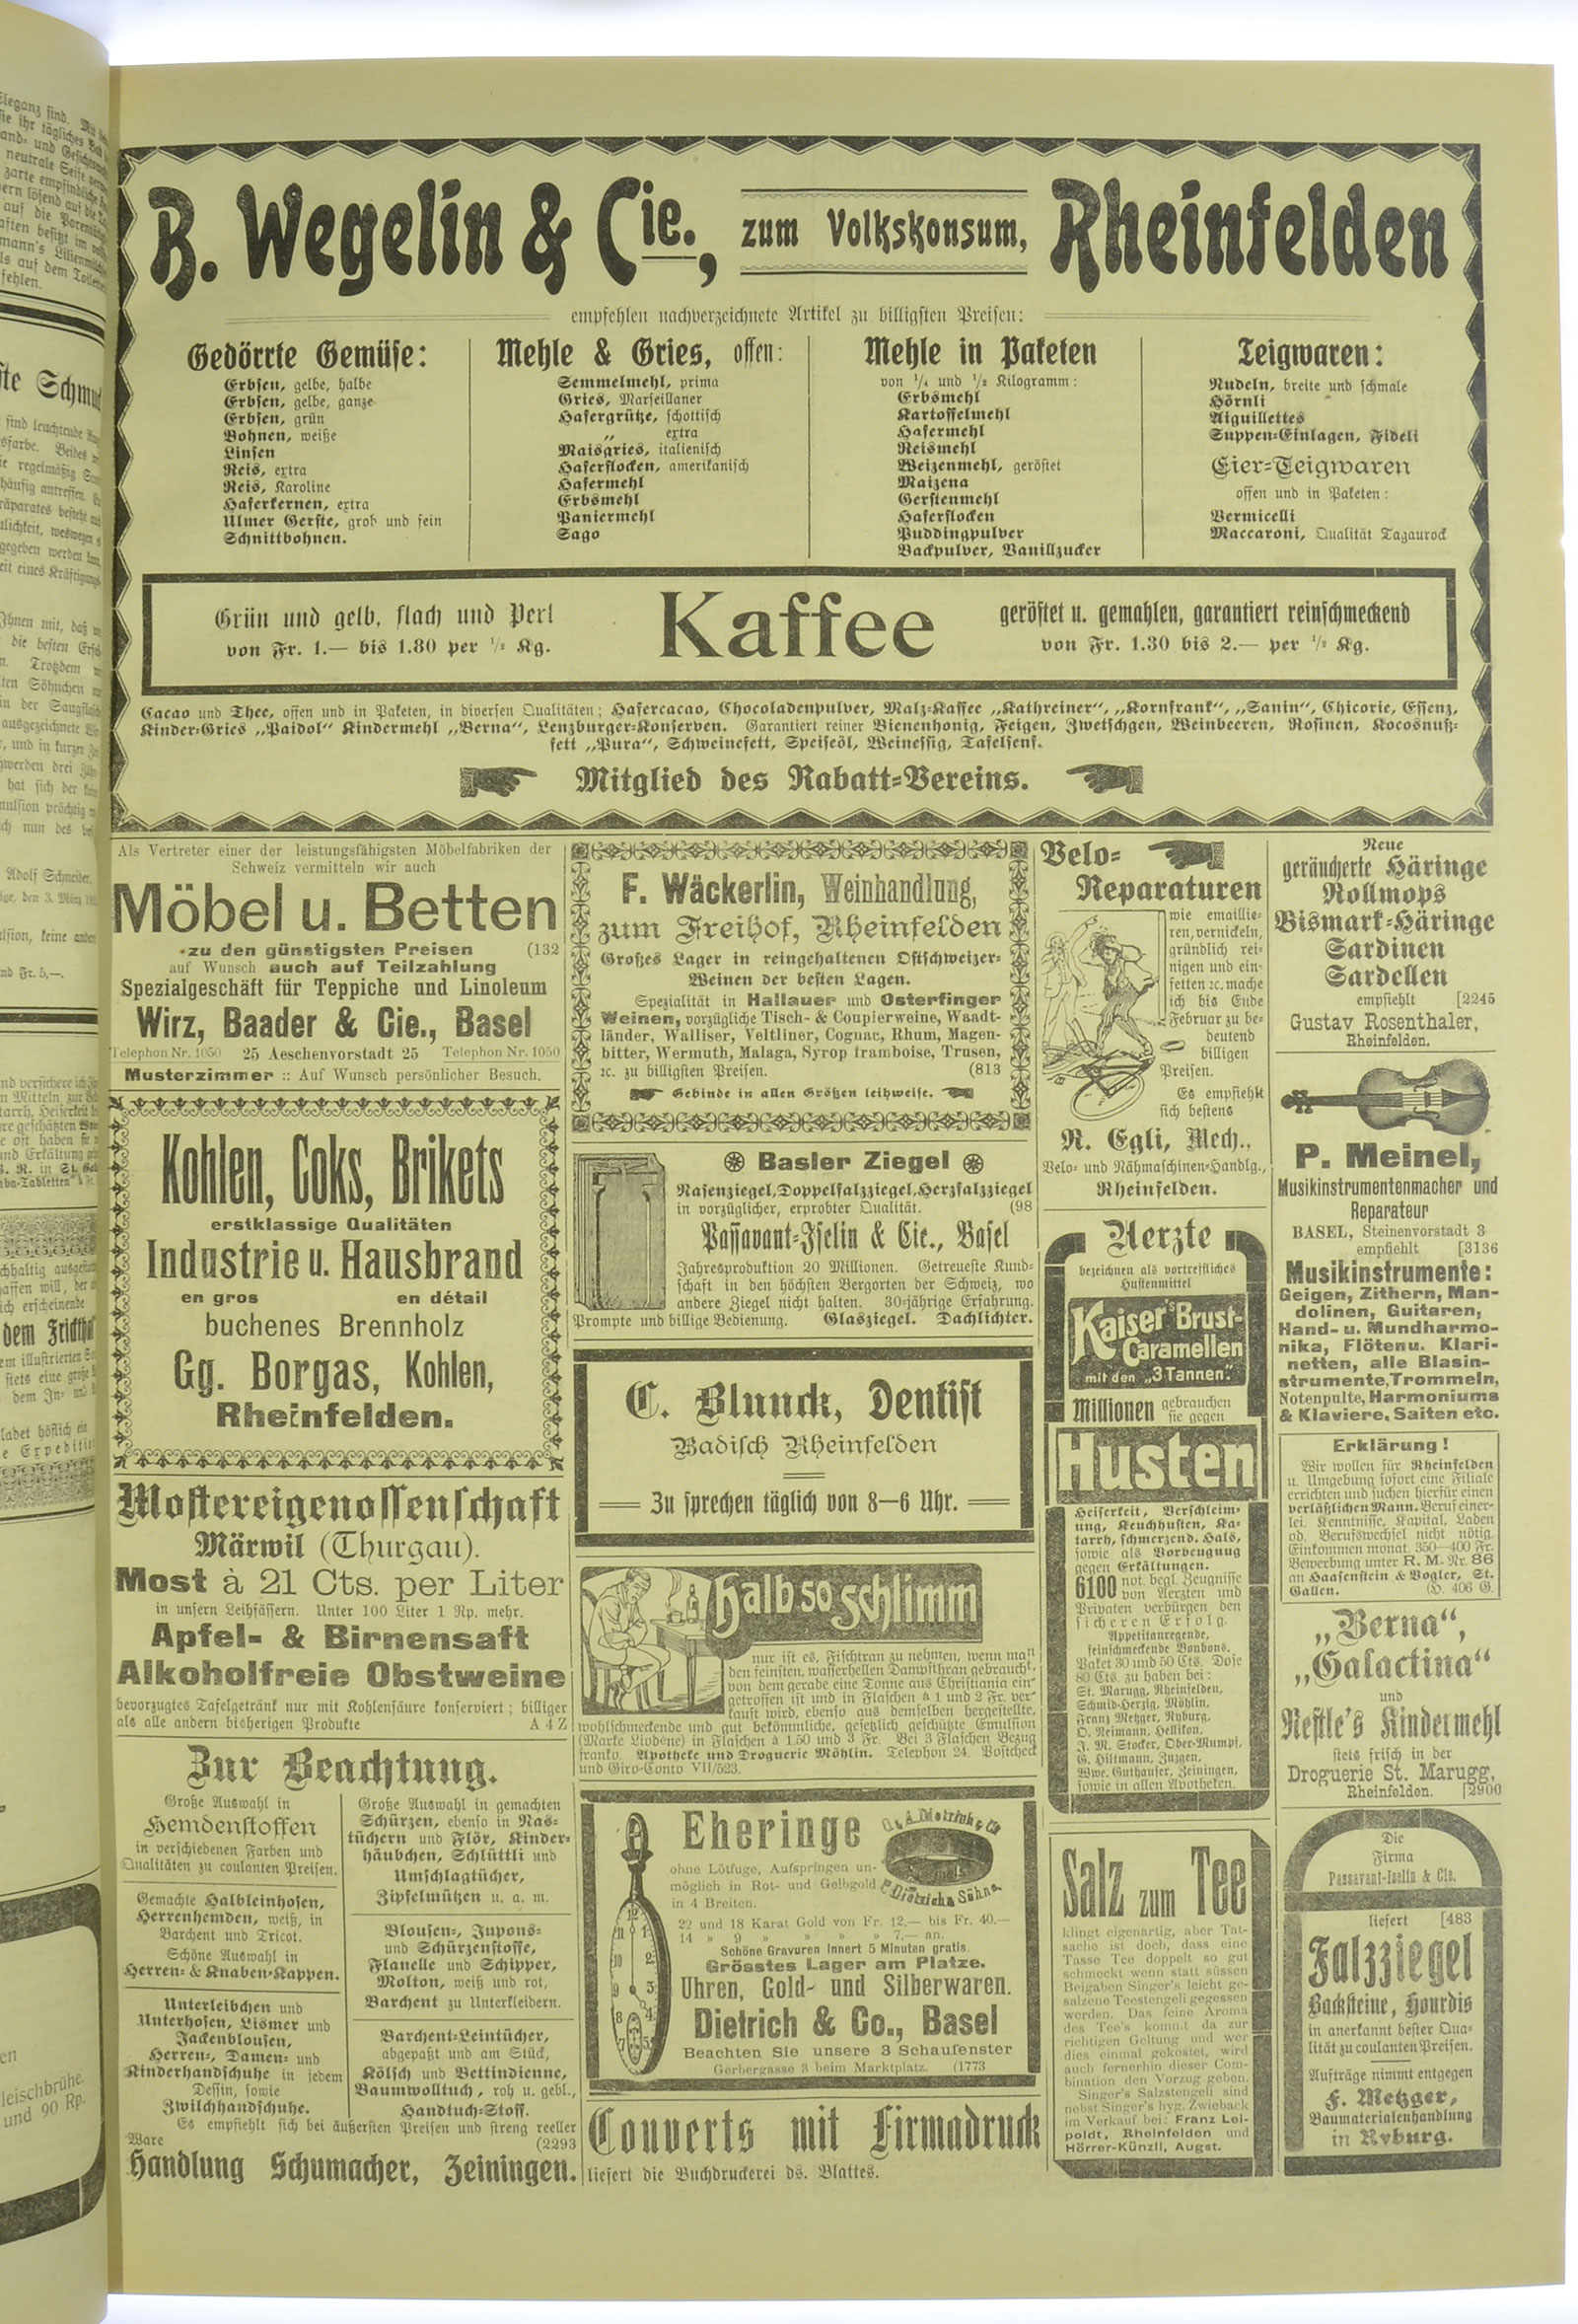 B. Wegelin & Cie., zum Volkskonsum, Rheinfelden
empfehlen nachverzeichnete Artikel zu billigsten Preisen:
Gedörrte Gemüse:
Erbsen, gelbe, halbe
Erbsen, gelbe, ganze
Erbsen, grün
Bohnen, weiße
Linsen
Reis, extra
Reis, Karoline
Haferkernen, extra
Ulmer Gerste, grob und fein
Schnittbohnen.
Mehle & Gries, offen:
Semmelmehl, prima
Gries, Marseillaner
Hafergrütze, schottisch
„ extra
Maisgries, italienisch
Haferflocken, amerikanisch
Hafermehl
Erbsmehl
Paniermehl
Sago
Mehle in Paketen
von 1/4 und 1/2 Kilogramm:
Erbsmehl
Kartoffelmehl
Hafermehl
Reismehl
Weizenmehl, geröstet
Maizena
Gerstenmehl
Haferflocken
Puddingpulver
Backpulver, Vanillzucker
Teigwaren:
Nudeln, breite und schmale
Hörnli
Aiguillettes
Suppen-Einlagen, Fideli
Eier-Teigwaren
offen und in Paketen:
Vermicelli
Maccaroni, Qualität Tagaurock
Grün und gelb, flach und Perl
von Fr. 1.— bis 1.80 per 1/2 Kg.
Kaffee
geröstet u. gemahlen, garantiert reinschmeckend
von Fr. 1.30 bis 2.— per 1/2 Kg.
Cacao und Thee, offen und in Paketen, in diversen Qualitäten; Hafercacao, Chocoladenpulver, Malz-Kaffee „Kathreiner“, „Kornfrank“, „Sanin“, Chicorie, Essenz,
Kinder-Gries „Paidol“ Kindermehl „Berna“, Lenzburger-Konserven. Garantiert reiner Bienenhonig, Feigen, Zwetschgen, Weinbeeren, Rosinen, Kocosnuß-
fett „Pura“, Schweinefett, Speiseöl, Weinessig, Tafelsenf.
Mitglied des Rabatt-Vereins.
Als Vertreter einer der leistungsfähigsten Möbelfabriken der
Schweiz vermitteln wir auch
Möbel u. Betten
zu den günstigsten Preisen (132
auf Wunsch auch auf Teilzahlung
Spezialgeschäft für Teppiche und Linoleum
Wirz, Baader & Cie., Basel
Telephon Nr. 1050 25 Aeschenvorstadt 25 Telephon Nr. 1050
Musterzimmer :: Auf Wunsch persönlicher Besuch.
Kohlen, Coks, Brikets
erstklassige Qualitäten
Industrie u. Hausbrand
en gros en détail
buchenes Brennholz
Gg. Borgas, Kohlen,
Rheinfelden.
Mostereigenossenschaft
Märwil (Thurgau).
Most à 21 Cts. per Liter
in unsern Leihfässern. Unter 100 Liter 1 Rp. mehr.
Apfel- & Birnensaft
Alkoholfreie Obstweine
bevorzugtes Tafelgetränk nur mit Kohlensäure konserviert; billiger
als alle andern bisherigen Produkte A 4 Z
Zur Beachtung.
Große Auswahl in
Hemdenstoffen
in verschiedenen Farben und
Qualitäten zu coulanten Preisen.
Gemachte Halbleinhosen,
Herrenhemden, weiß, in
Barchent und Tricot.
Schöne Auswahl in
Herren- & Knaben-Kappen.
Unterleibchen und
Unterhosen, Lismer und
Jackenblousen,
Herren-, Damen- und
Kinderhandschuhe in jedem
Dessin, sowie
Zwilchhandschuhe.
Große Auswahl in gemachten
Schürzen, ebenso in Nas-
tüchern und Flör, Kinder-
häubchen, Schlüttli und
Umschlagtücher,
Zipfelmützen u. a. m.
Blousen-, Jupons-
und Schürzenstoffe,
Flanelle und Schipper,
Molton, weiß und rot,
Barchent zu Unterkleidern.
Barchent-Leintücher,
abgepaßt und am Stück,
Kölsch und Bettindienne,
Baumwolltuch, roh u. gebl.,
Handtuch-Stoff.
Es empfiehlt sich bei äußersten Preisen und streng reeller
Ware (2293
Handlung Schumacher, Zeiningen.
F. Wäckerlin, Weinhandlung,
zum Freihof, Rheinfelden
Großes Lager in reingehaltenen Ostschweizer-
Weinen der besten Lagen.
Spezialität in Hallauer und Osterfinger
Weinen, vorzügliche Tisch- & Coupierweine, Waadt-
länder, Walliser, Veltliner, Cognac, Rhum, Magen-
bitter, Wermuth, Malaga, Syrop framboise, Trusen,
ꝛc. zu billigsten Preisen. (813
Gebinde in allen Größen leihweise.
Basler Ziegel
Nasenziegel, Doppelfalzziegel, Herzfalzziegel
in vorzüglicher, erprobter Qualität. (98
Passavant-Iselin & Cie., Basel
Jahresproduktion 20 Millionen. Getreueste Kund-
schaft in den höchsten Bergorten der Schweiz, wo
andere Ziegel nicht halten. 30-jährige Erfahrung.
Prompte und billige Bedienung. Glasziegel. Dachlichter.
C. Blunck, Dentist
Badisch Rheinfelden
Zu sprechen täglich von 8—6 Uhr.
Halb so schlimm
nur ist es, Fischtran zu nehmen, wenn man
den feinsten, wasserhellen Dampfthran gebraucht,
von dem gerade eine Tonne aus Christiania ein-
getroffen ist und in Flaschen à 1 und 2 Fr. ver-
kauft wird, ebenso aus demselben hergestellte,
wohlschmeckende und gut bekömmliche, gesetzlich geschützte Emulsion
(Marke Liodène) in Flaschen à 1.50 und 3 Fr. Bei 3 Flaschen Bezug
franko. Apotheke und Droguerie Möhlin. Telephon 24. Postcheck
und Giro-Conto VII/523.
Eheringe
ohne Lötfuge, Aufspringen un-
möglich in Rot- und Gelbgold
in 4 Breiten.
22 und 18 Karat Gold von Fr. 12.— bis Fr. 40.—
14 » 9 » » » » 7.— an.
Schöne Gravuren innert 5 Minuten gratis.
Grösstes Lager am Platze.
Uhren, Gold- und Silberwaren.
Dietrich & Co., Basel
Beachten Sie unsere 3 Schaufenster
Gerbergasse 3 beim Marktplatz. (1773
Couverts mit Firmadruck
liefert die Buchdruckerei ds. Blattes.
Velo-
Reparaturen
wie emaillie-
ren, vernickeln,
gründlich rei-
nigen und ein-
fetten ꝛc. mache
ich bis Ende
Februar zu be-
deutend
billigen
Preisen.
Es empfiehlt
sich bestens
R. Egli, Mech.,
Velo- und Nähmaschinen-Handlg.,
Rheinfelden.
Aerzte
bezeichnen als vortreffliches
Hustenmittel
Kaiser's Brust-
Caramellen
mit den „3 Tannen“.
Millionen gebrauchen
sie gegen
Husten
Heiserkeit, Verschleim-
ung, Keuchhusten, Ka-
tarrh, schmerzend. Hals,
sowie als Vorbeugung
gegen Erkältungen.
6100 not. begl. Zeugnisse
von Aerzten und
Privaten verbürgen den
sicheren Erfolg.
Appetitanregende,
feinschmeckende Bonbons.
Paket 30 und 50 Cts. Dose
80 Cts. zu haben bei:
St. Marugg, Rheinfelden,
Schmid-Herzig, Möhlin,
Franz Metzger, Ryburg,
O. Reimann, Hellikon,
J. M. Stocker, Ober-Mumpf,
G. Hiltmann, Zuzgen,
Wwe. Guthauser, Zeiningen,
sowie in allen Apotheken.
Salz zum Tee
klingt eigenartig, aber Tat-
sache ist doch, dass eine
Tasse Tee doppelt so gut
schmeckt wenn statt süssen
Beigaben Singer's leicht ge-
salzene Teestengeli gegessen
werden. Das feine Aroma
des Tee's kommt da zur
richtigen Geltung und wer
dies einmal gekostet, wird
auch fernerhin dieser Com-
bination den Vorzug geben.
Singer's Salzstengeli sind
nebst Singer's hyg. Zwieback
im Verkauf bei: Franz Lei-
poldt, Rheinfelden und
Hörrer-Künzli, Augst.
Neue
geräucherte Häringe
Rollmops
Bismark-Häringe
Sardinen
Sardellen
empfiehlt [2245
Gustav Rosenthaler,
Rheinfelden.
P. Meinel,
Musikinstrumentenmacher und
Reparateur
BASEL, Steinenvorstadt 3
empfiehlt [3136
Musikinstrumente:
Geigen, Zithern, Man-
dolinen, Guitaren,
Hand- u. Mundharmo-
nika, Flöten u. Klari-
netten, alle Blasin-
strumente, Trommeln,
Notenpulte, Harmoniums
& Klaviere, Saiten etc.
Erklärung!
Wir wollen für Rheinfelden
u. Umgebung sofort eine Filiale
errichten und suchen hierfür einen
verläßlichen Mann. Beruf einer-
lei. Kenntnisse, Kapital, Laden
od. Berufswechsel nicht nötig.
Einkommen monat. 350—400 Fr.
Bewerbung unter R. M. Nr. 86
an Haasenstein & Vogler, St.
Gallen. (H. 406 G.
„Berna“,
„Galactina“
und
Nestle's Kindermehl
stets frisch in der
Droguerie St. Marugg,
Rheinfelden. [2900
Die
Firma
Passavant-Iselin & Cie.
liefert [483
Falzziegel
Backsteine, Hourdis
in anerkannt bester Qua-
lität zu coulanten Preisen.
Aufträge nimmt entgegen
F. Metzger,
Baumaterialenhandlung
in Ryburg.